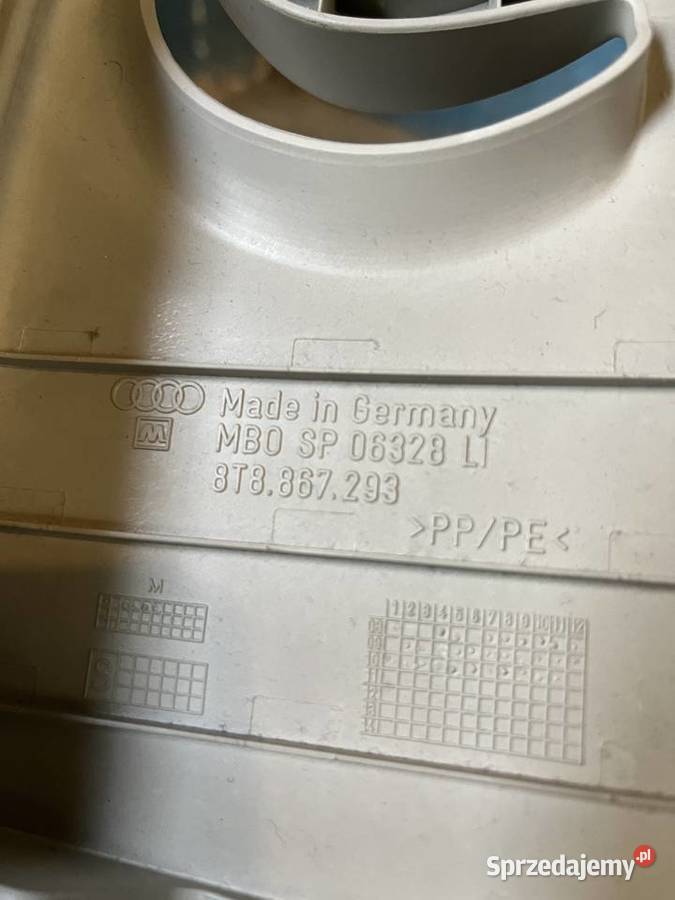 Made in Germany
MBO SP 06328 LI
8T8.867.293
>PP/PE<
M
1 2 3 4 5 6 7 8 9 10 11 12
S
Sprzedajemy.pl